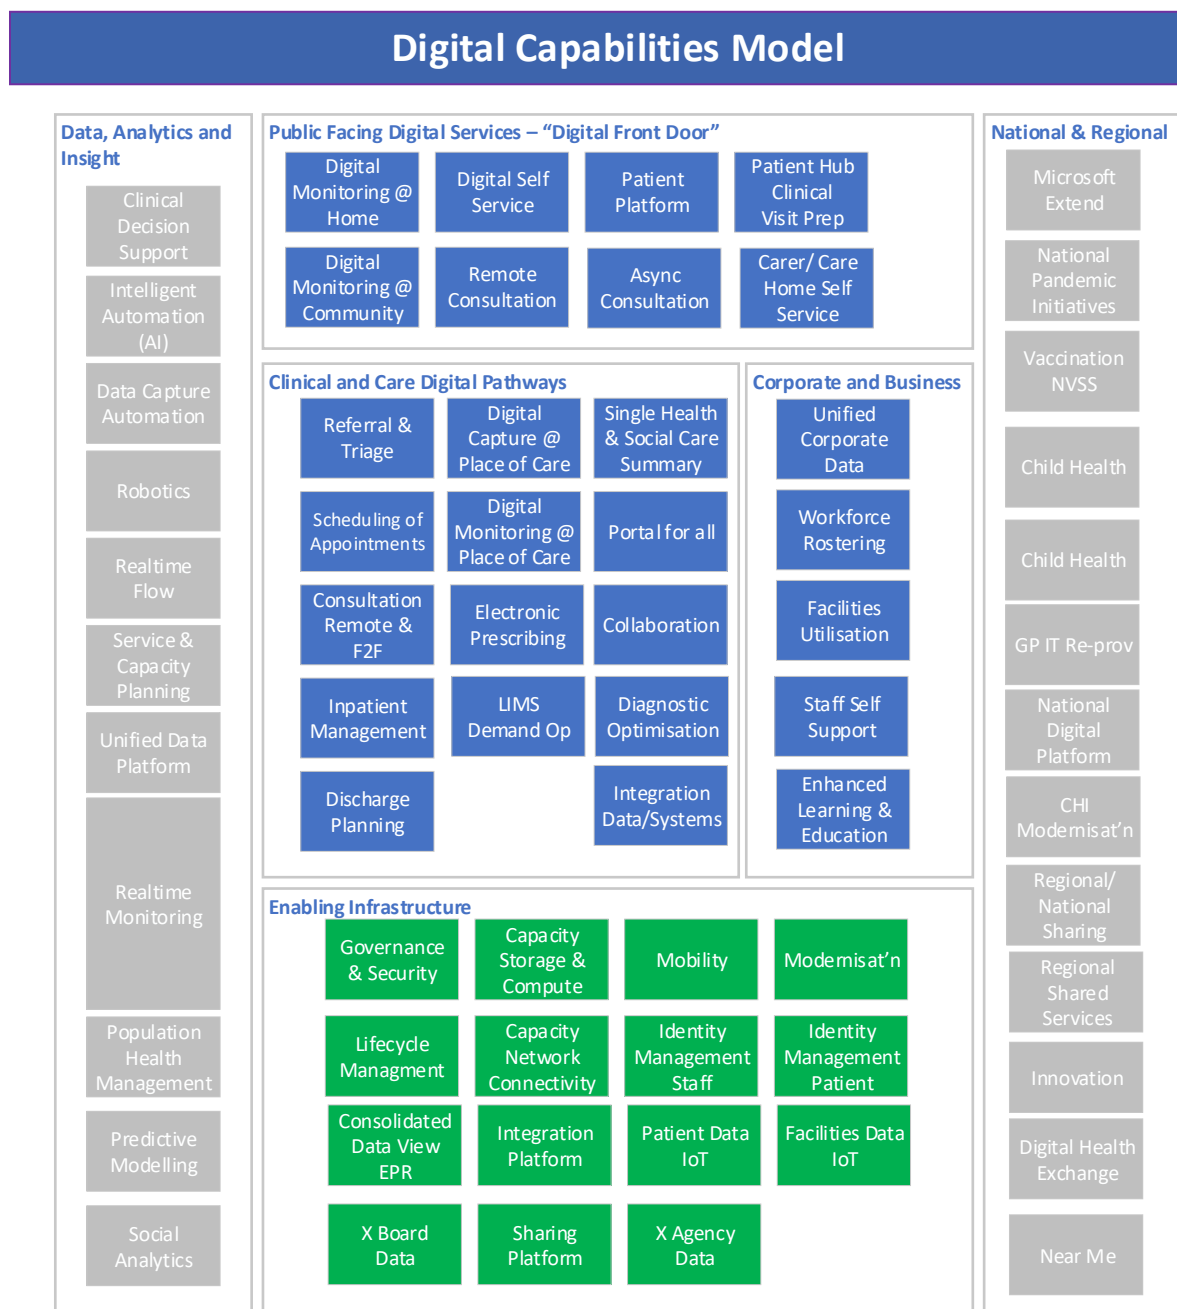 Digital Capabilities Model
Data, Analytics and
Insight
Clinical
Decision
Support
Intelligent
Automation
(AI)
Data Capture
Automation
Robotics
Realtime
Flow
Service &
Capacity
Planning
Unified Data
Platform
Realtime
Monitoring
Population
Health
Management
Predictive
Modelling
Social
Analytics
Public Facing Digital Services – “Digital Front Door”
Digital
Monitoring @
Home
Digital Self
Service
Patient
Platform
Patient Hub
Clinical
Visit Prep
Digital
Monitoring @
Community
Remote
Consultation
Async
Consultation
Carer/ Care
Home Self
Service
Clinical and Care Digital Pathways
Referral &
Triage
Digital
Capture @
Place of Care
Single Health
& Social Care
Summary
Scheduling of
Appointments
Digital
Monitoring @
Place of Care
Portal for all
Consultation
Remote &
F2F
Electronic
Prescribing
Collaboration
Inpatient
Management
LIMS
Demand Op
Diagnostic
Optimisation
Discharge
Planning
Integration
Data/Systems
Corporate and Business
Unified
Corporate
Data
Workforce
Rostering
Facilities
Utilisation
Staff Self
Support
Enhanced
Learning &
Education
Enabling Infrastructure
Governance
& Security
Capacity
Storage &
Compute
Mobility
Modernisat’n
Lifecycle
Managment
Capacity
Network
Connectivity
Identity
Management
Staff
Identity
Management
Patient
Consolidated
Data View
EPR
Integration
Platform
Patient Data
IoT
Facilities Data
IoT
X Board
Data
Sharing
Platform
X Agency
Data
National & Regional
Microsoft
Extend
National
Pandemic
Initiatives
Vaccination
NVSS
Child Health
Child Health
GP IT Re-prov
National
Digital
Platform
CHI
Modernisat’n
Regional/
National
Sharing
Regional
Shared
Services
Innovation
Digital Health
Exchange
Near Me